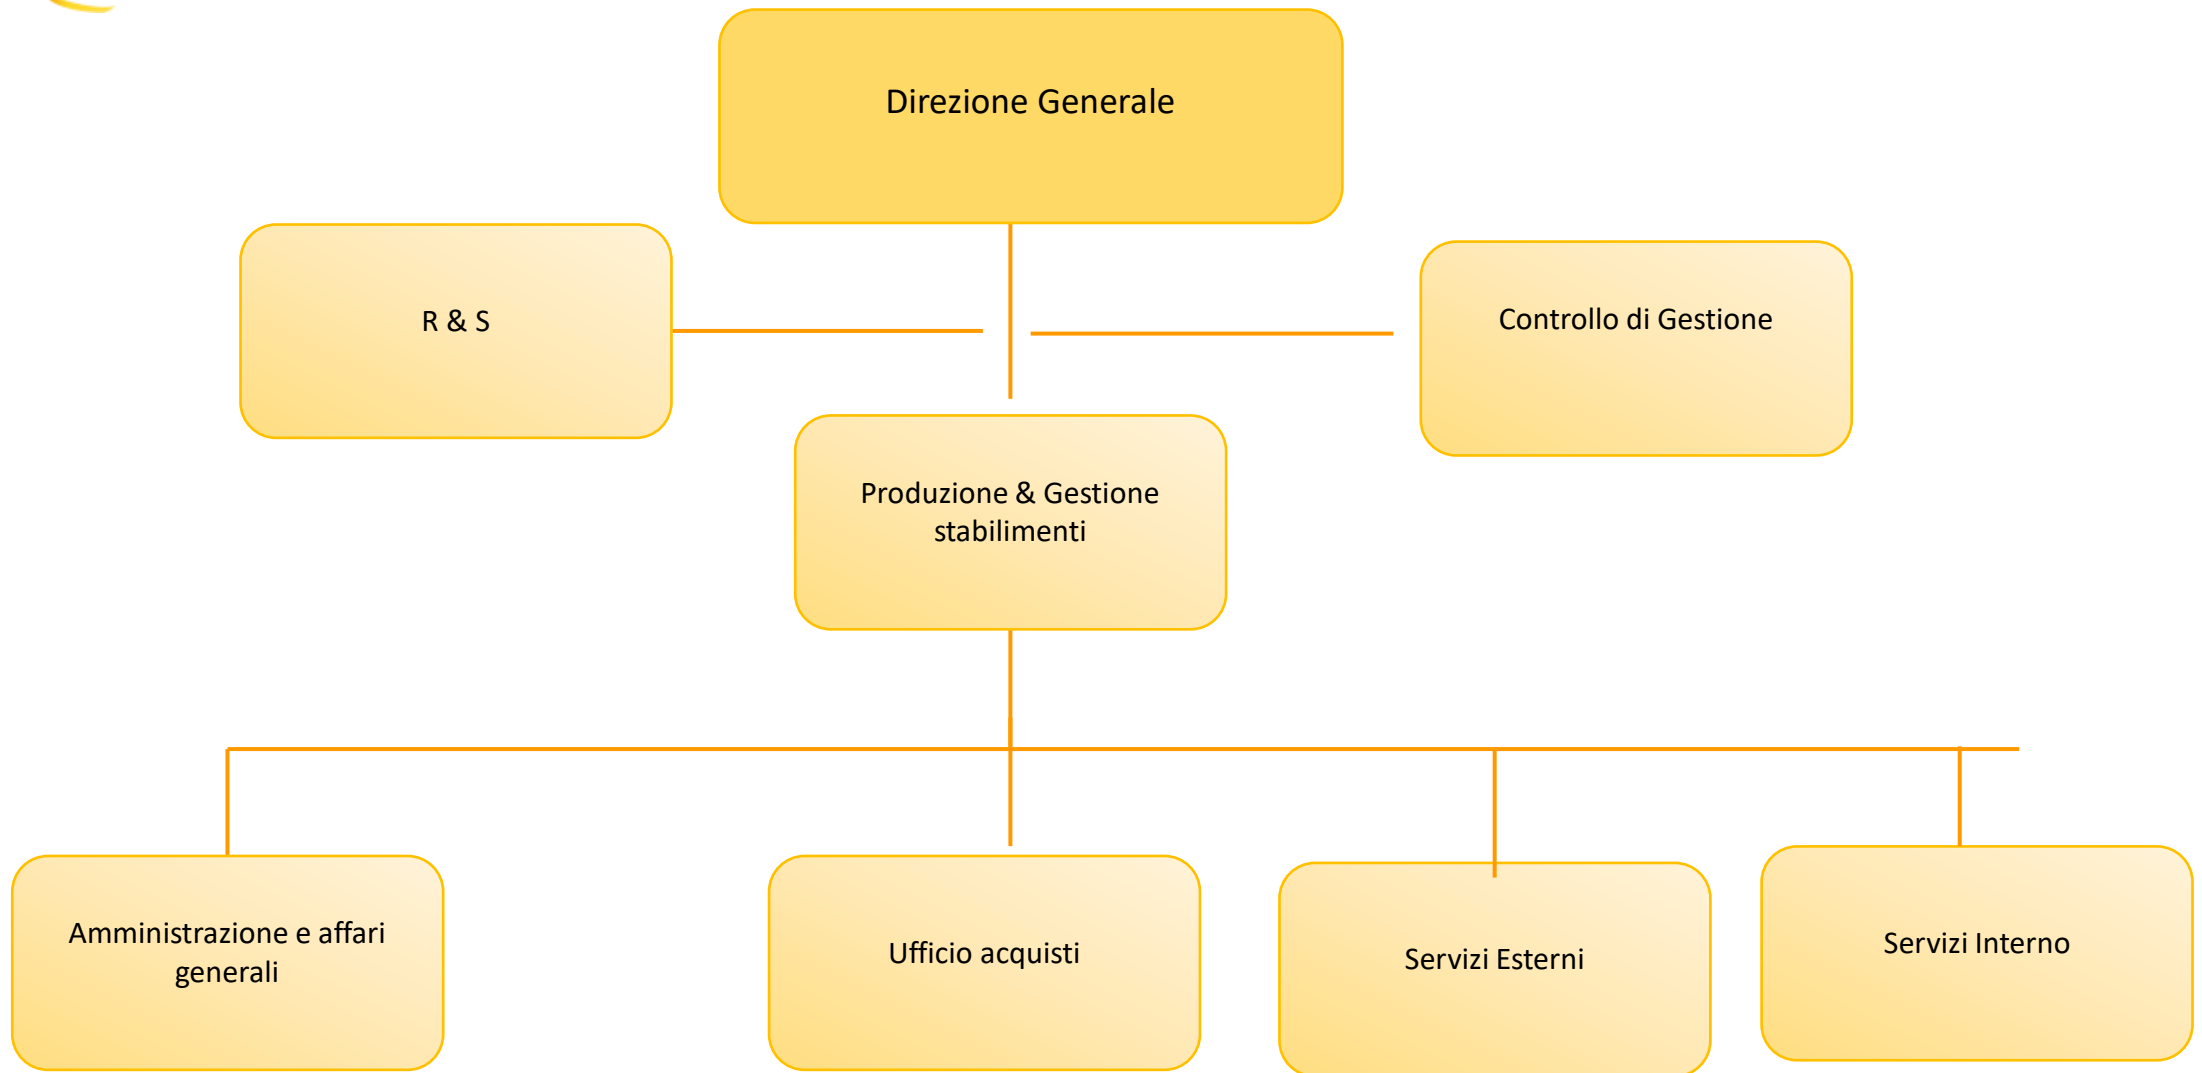 Direzione Generale
R & S
Controllo di Gestione
Produzione & Gestione
stabilimenti
Amministrazione e affari
generali
Ufficio acquisti
Servizi Esterni
Servizi Interno